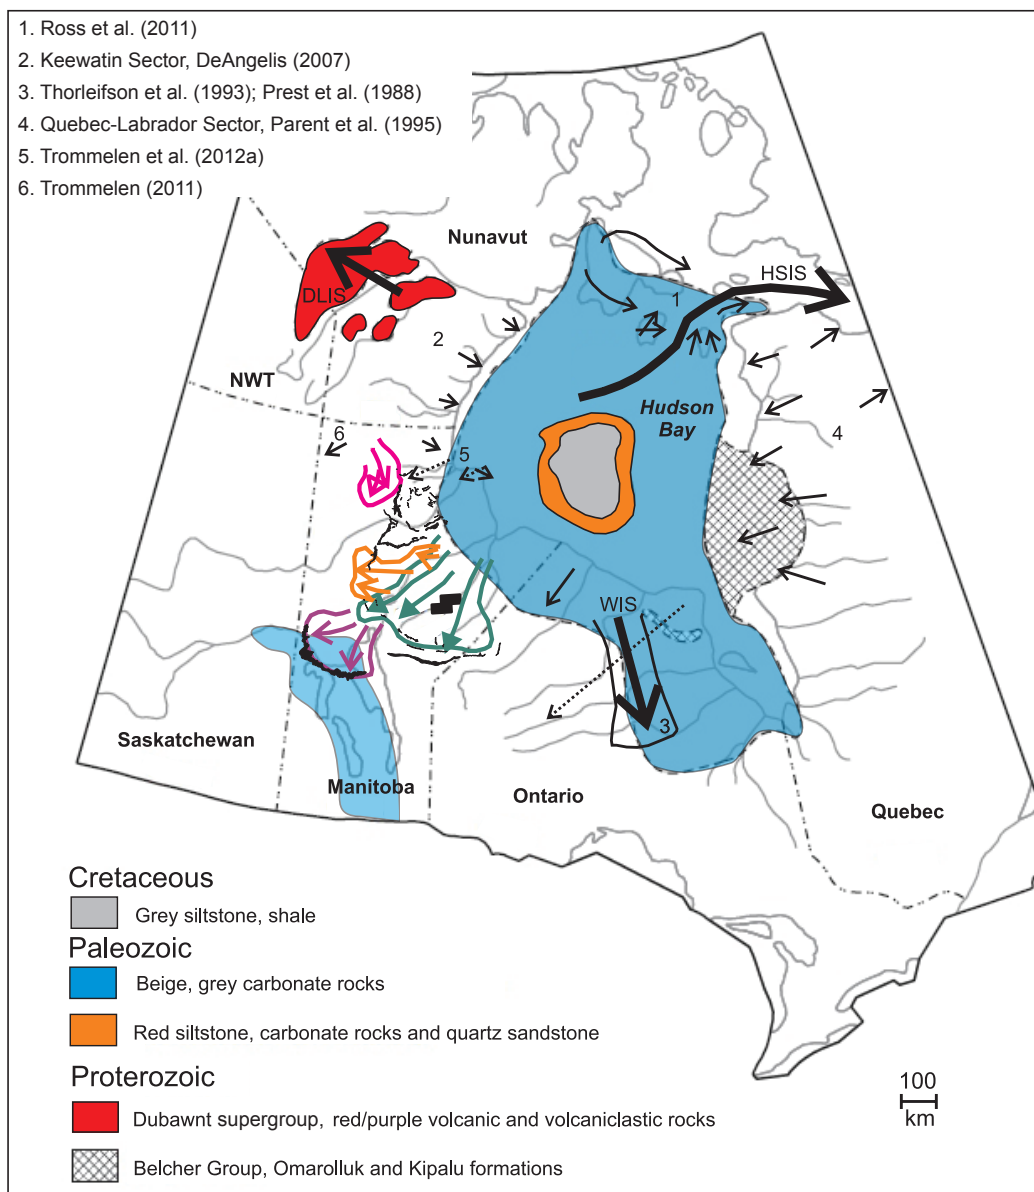 1. Ross et al. (2011)
2. Keewatin Sector, DeAngelis (2007)
3. Thorleifson et al. (1993); Prest et al. (1988)
4. Quebec-Labrador Sector, Parent et al. (1995)
5. Trommelen et al. (2012a)
6. Trommelen (2011)
Nunavut
HSIS
DLIS
1
2
NWT
Hudson
Bay
6
5
4
WIS
3
Saskatchewan
Manitoba
Ontario
Quebec
Cretaceous
Grey siltstone, shale
Paleozoic
Beige, grey carbonate rocks
Red siltstone, carbonate rocks and quartz sandstone
Proterozoic
100
km
Dubawnt supergroup, red/purple volcanic and volcaniclastic rocks
Belcher Group, Omarolluk and Kipalu formations